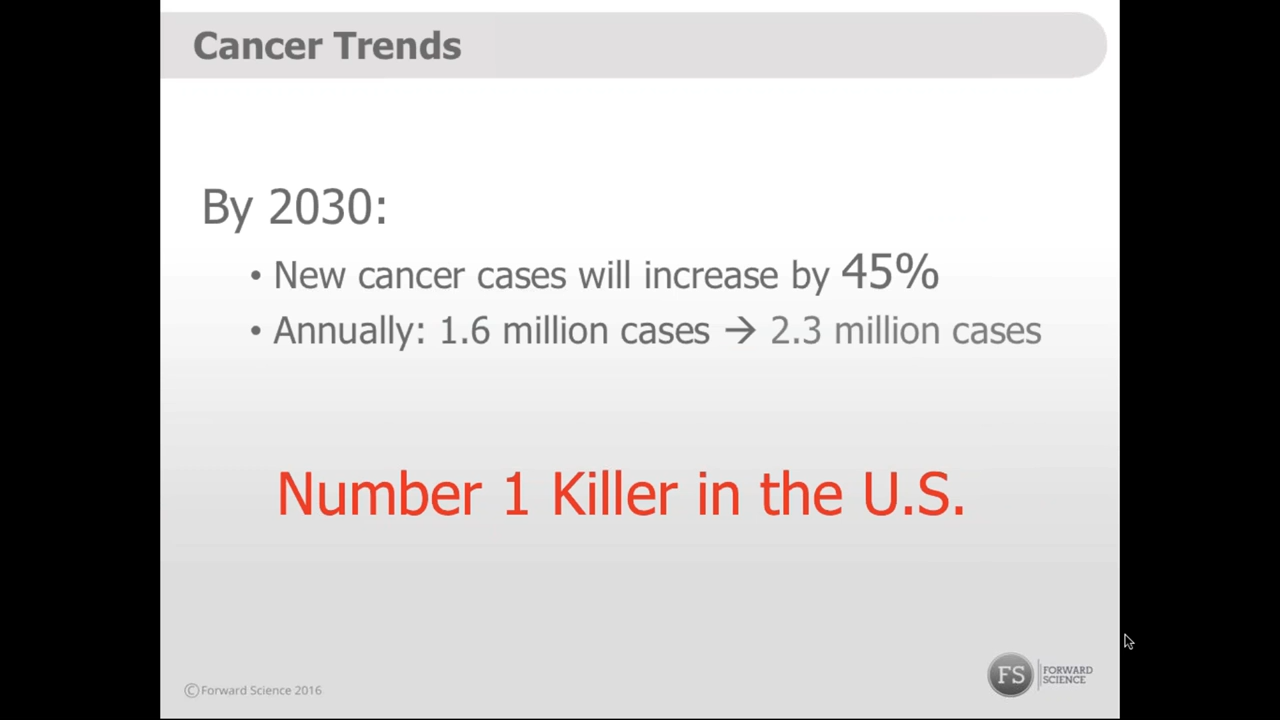 Cancer Trends
By 2030:
• New cancer cases will increase by 45%
• Annually: 1.6 million cases → 2.3 million cases
Number 1 Killer in the U.S.
©Forward Science 2016
FS
FORWARD
SCIENCE